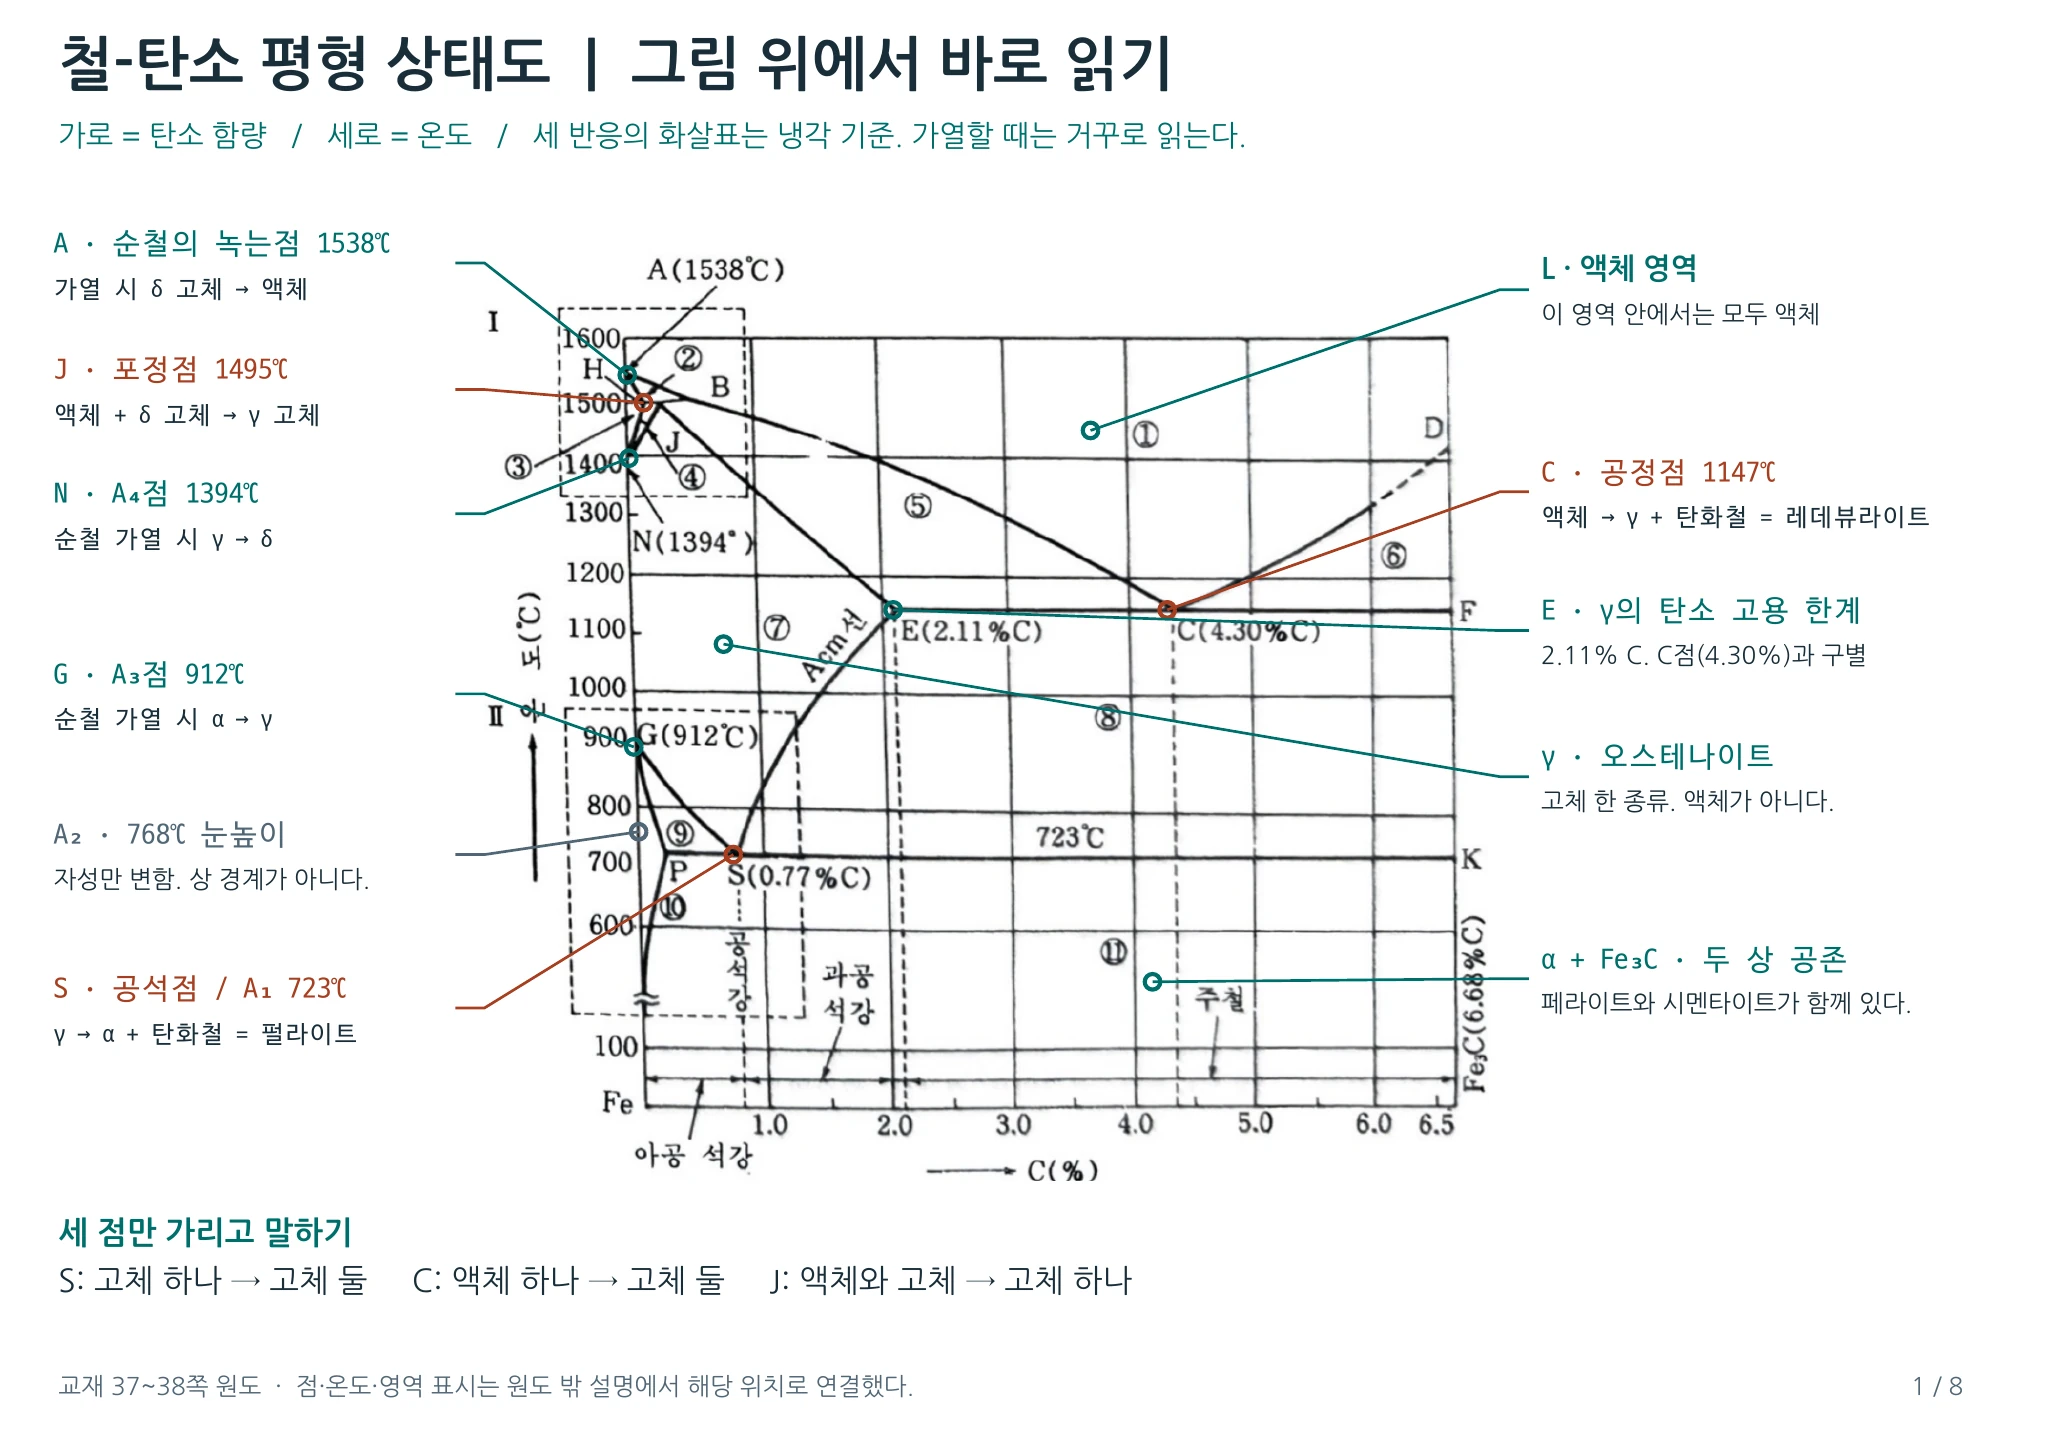 철-탄소 평형 상태도 | 그림 위에서 바로 읽기
가로 = 탄소 함량 / 세로 = 온도 / 세 반응의 화살표는 냉각 기준. 가열할 때는 거꾸로 읽는다.
A · 순철의 녹는점 1538℃
가열 시 δ 고체 → 액체
J · 포정점 1495℃
액체 + δ 고체 → γ 고체
N · A₄점 1394℃
순철 가열 시 γ → δ
G · A₃점 912℃
순철 가열 시 α → γ
A₂ · 768℃ 눈높이
자성만 변함. 상 경계가 아니다.
S · 공석점 / A₁ 723℃
γ → α + 탄화철 = 펄라이트
A(1538℃)
I
1600
H
②
B
1500
J
③
1400
④
N(1394°)
1300
①
D
⑤
⑥
1200
온 도(℃)
1100
⑦
Acm 선
E(2.11%C)
C(4.30%C)
F
1000
⑧
II
900
G(912℃)
800
⑨
723℃
700
P
S(0.77%C)
K
⑩
600
공석강
과공
석강
⑪
주철
Fe₃C(6.68%C)
100
Fe
1.0
2.0
3.0
4.0
5.0
6.0
6.5
아공 석강
→ C(%)
L · 액체 영역
이 영역 안에서는 모두 액체
C · 공정점 1147℃
액체 → γ + 탄화철 = 레데뷰라이트
E · γ의 탄소 고용 한계
2.11% C. C점(4.30%)과 구별
γ · 오스테나이트
고체 한 종류. 액체가 아니다.
α + Fe₃C · 두 상 공존
페라이트와 시멘타이트가 함께 있다.
세 점만 가리고 말하기
S: 고체 하나 → 고체 둘 C: 액체 하나 → 고체 둘 J: 액체와 고체 → 고체 하나
교재 37~38쪽 원도 · 점·온도·영역 표시는 원도 밖 설명에서 해당 위치로 연결했다.
1 / 8